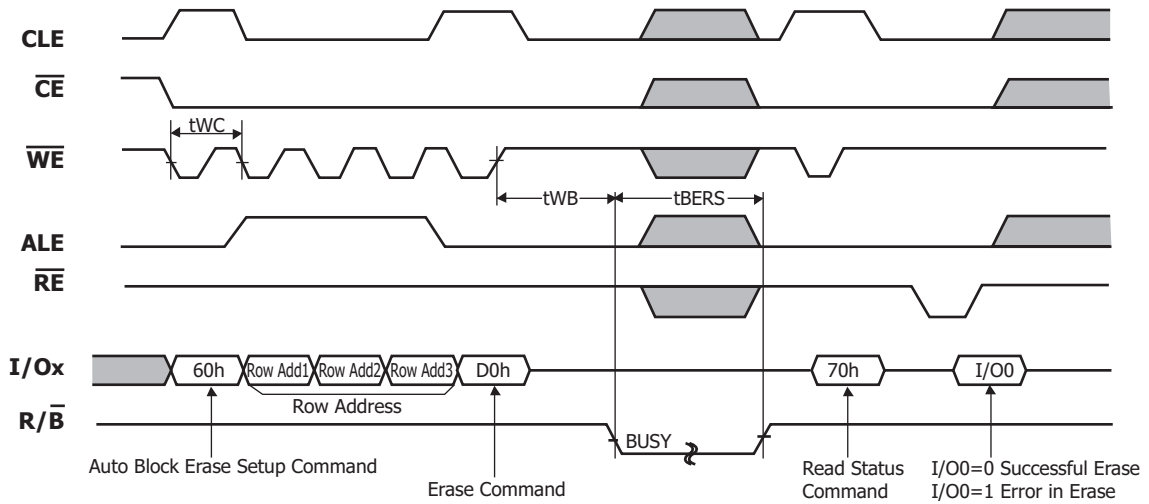 CLE
CE
tWC
WE
tWB
tBERS
ALE
RE
I/Ox
60h
Row Add1
Row Add2
Row Add3
D0h
70h
I/O0
Row Address
R/B
BUSY
Auto Block Erase Setup Command
Erase Command
Read Status
Command
I/O0=0 Successful Erase
I/O0=1 Error in Erase